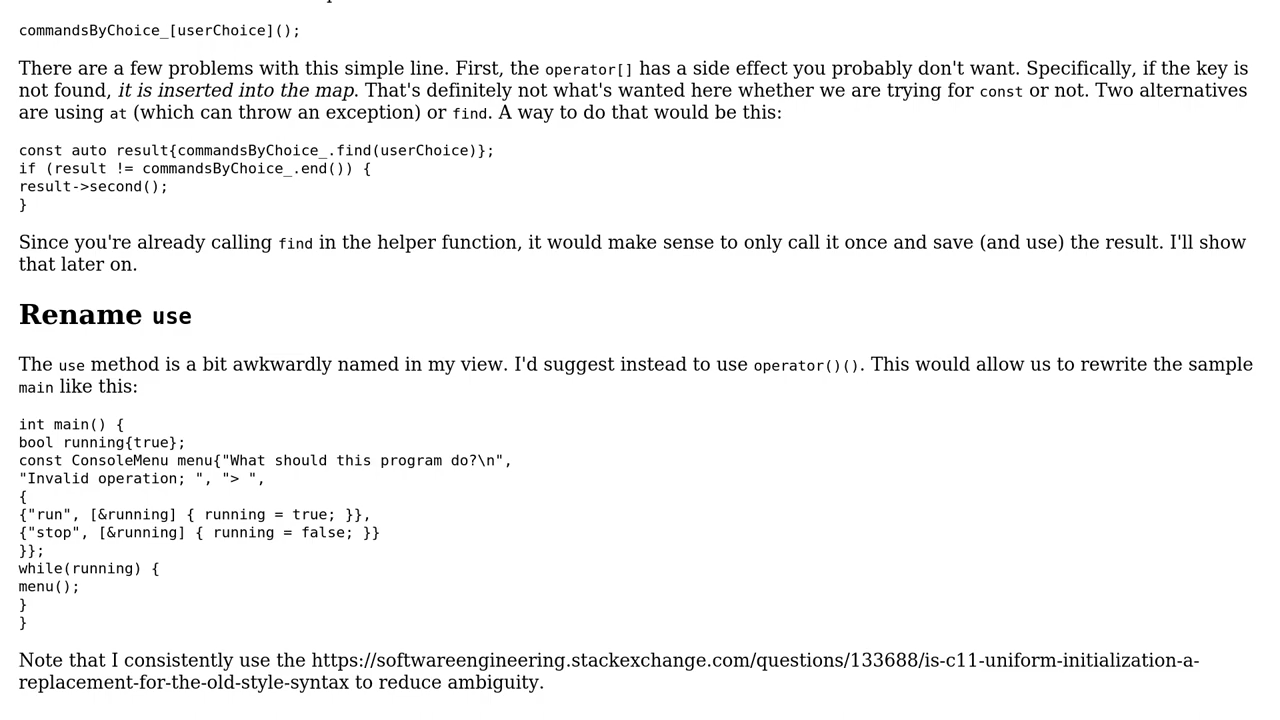 commandsByChoice_[userChoice]();
There are a few problems with this simple line. First, the operator[] has a side effect you probably don't want. Specifically, if the key is
not found, it is inserted into the map. That's definitely not what's wanted here whether we are trying for const or not. Two alternatives
are using at (which can throw an exception) or find. A way to do that would be this:
const auto result{commandsByChoice_.find(userChoice)};
if (result != commandsByChoice_.end()) {
result->second();
}
Since you're already calling find in the helper function, it would make sense to only call it once and save (and use) the result. I'll show
that later on.
Rename use
The use method is a bit awkwardly named in my view. I'd suggest instead to use operator()(). This would allow us to rewrite the sample
main like this:
int main() {
bool running{true};
const ConsoleMenu menu{"What should this program do?\n",
"Invalid operation; ", "> ",
{
{"run", [&running] { running = true; }},
{"stop", [&running] { running = false; }}
}};
while(running) {
menu();
}
}
Note that I consistently use the https://softwareengineering.stackexchange.com/questions/133688/is-c11-uniform-initialization-a-
replacement-for-the-old-style-syntax to reduce ambiguity.